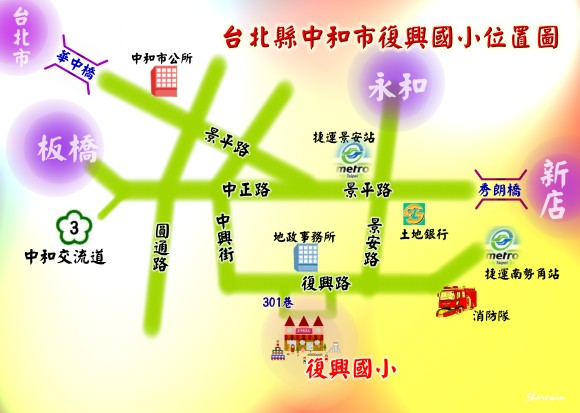 台北縣中和市復興國小位置圖
台北市
華中橋
中和市公所
永和
板橋
景平路
捷運景安站
metro
Taipei
中正路
景平路
秀朗橋
新店
3
中和交流道
圓通路
中興街
地政事務所
景安路
土地銀行
metro
Taipei
捷運南勢角站
復興路
301巷
消防隊
復興國小